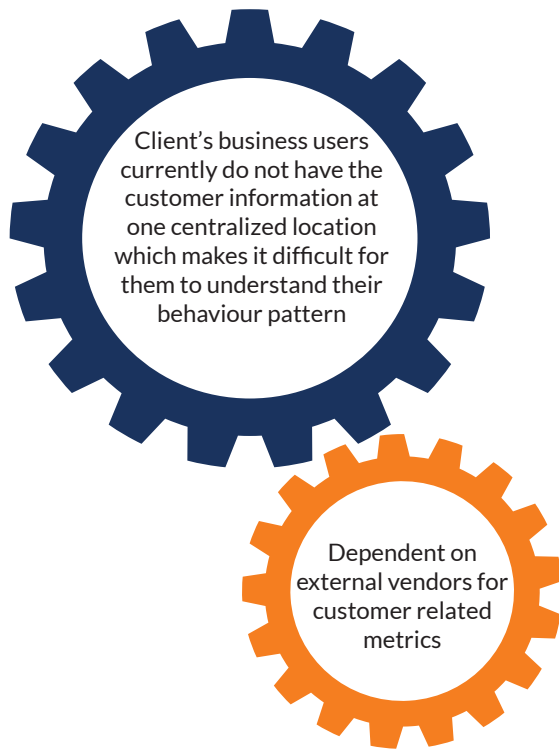 Client’s business users
currently do not have the
customer information at
one centralized location
which makes it difficult for
them to understand their
behaviour pattern
Dependent on
external vendors for
customer related
metrics